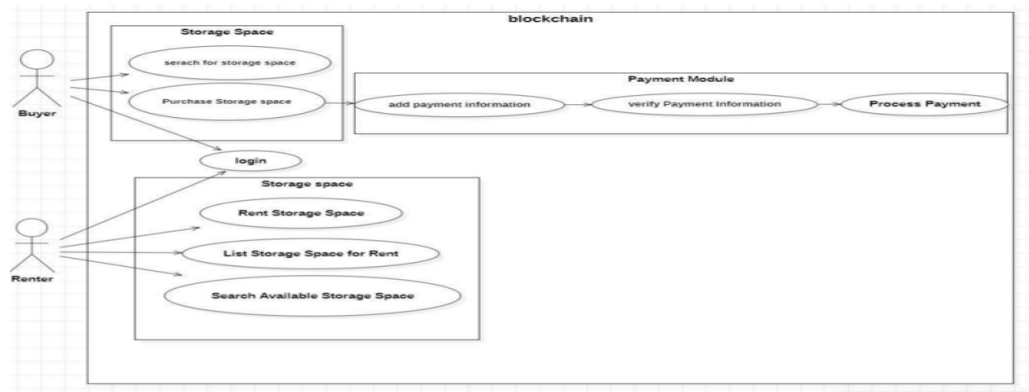 blockchain
Storage Space
serach for storage space
Purchase Storage space
Payment Module
add payment information
verify Payment Information
Process Payment
Buyer
login
Storage space
Rent Storage Space
List Storage Space for Rent
Search Available Storage Space
Renter